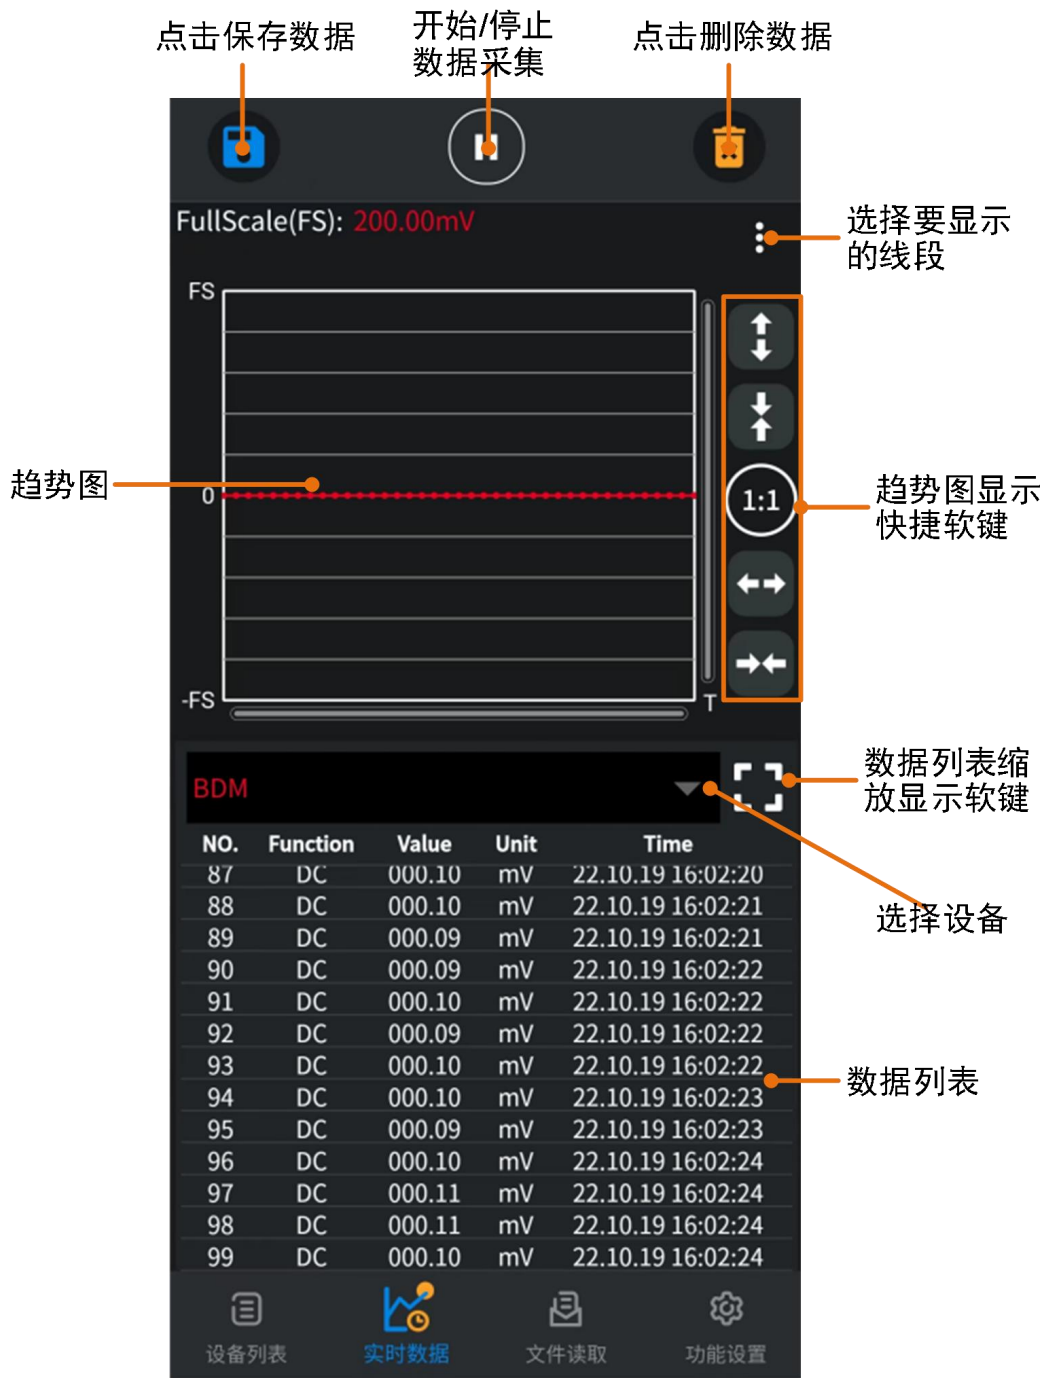 点击保存数据
开始/停止
数据采集
点击删除数据
FullScale(FS): 200.00mV
选择要显示
的线段
FS
趋势图
0
1:1
趋势图显示
快捷软键
-FS
T
BDM
数据列表缩
放显示软键
NO. Function Value Unit Time
87 DC 000.10 mV 22.10.19 16:02:20
88 DC 000.10 mV 22.10.19 16:02:21
选择设备
89 DC 000.09 mV 22.10.19 16:02:21
90 DC 000.09 mV 22.10.19 16:02:22
91 DC 000.10 mV 22.10.19 16:02:22
92 DC 000.09 mV 22.10.19 16:02:22
93 DC 000.10 mV 22.10.19 16:02:22
数据列表
94 DC 000.10 mV 22.10.19 16:02:23
95 DC 000.09 mV 22.10.19 16:02:23
96 DC 000.10 mV 22.10.19 16:02:24
97 DC 000.11 mV 22.10.19 16:02:24
98 DC 000.11 mV 22.10.19 16:02:24
99 DC 000.10 mV 22.10.19 16:02:24
设备列表 实时数据 文件读取 功能设置